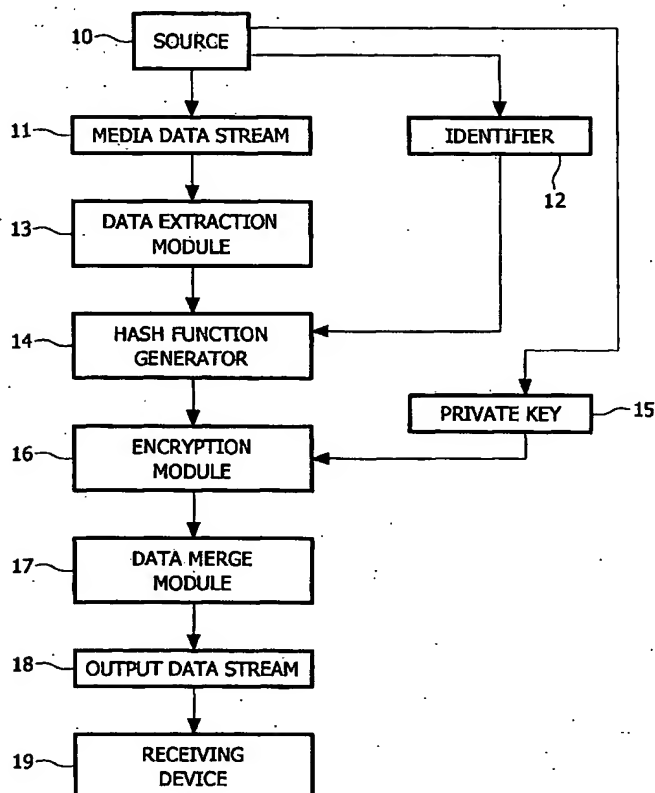 10 SOURCE
11 MEDIA DATA STREAM
IDENTIFIER
12
13 DATA EXTRACTION
MODULE
14 HASH FUNCTION
GENERATOR
PRIVATE KEY 15
16 ENCRYPTION
MODULE
17 DATA MERGE
MODULE
18 OUTPUT DATA STREAM
19 RECEIVING
DEVICE